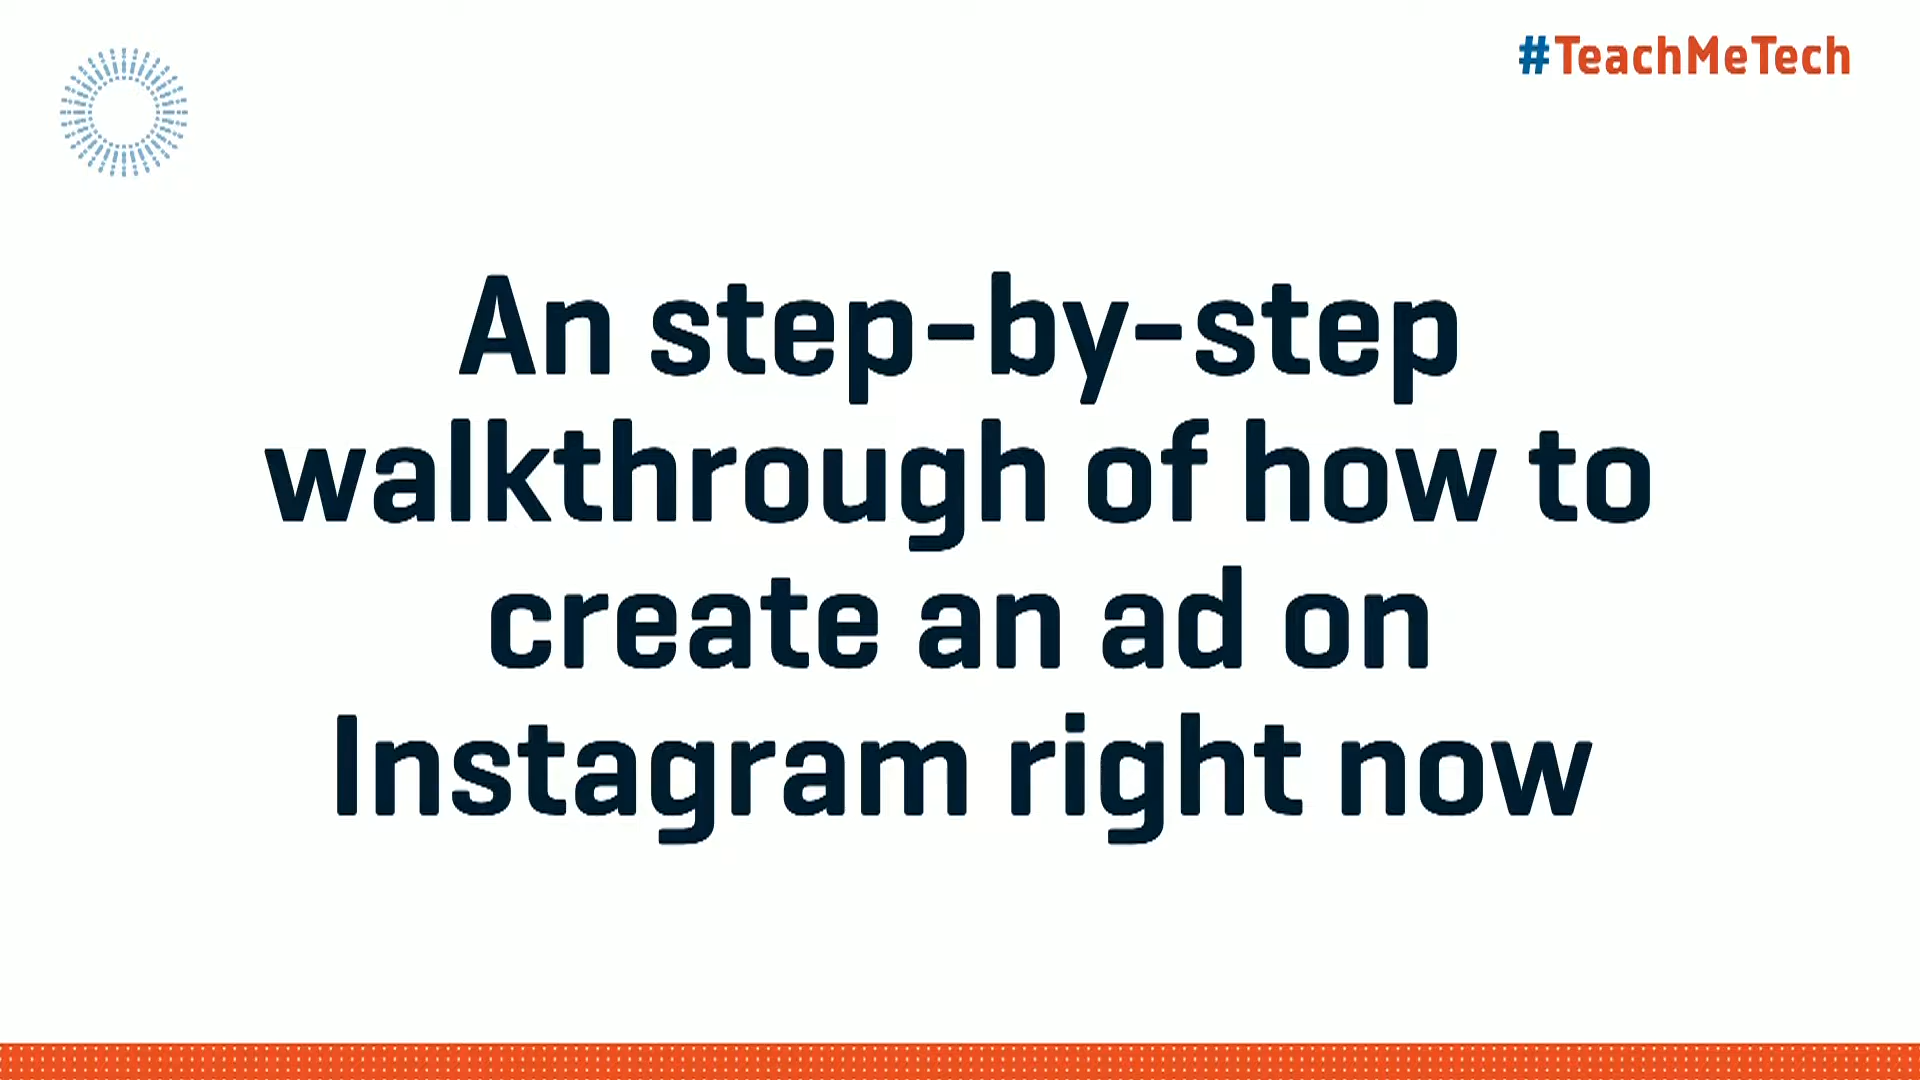 #TeachMeTech
An step-by-step
walkthrough of how to
create an ad on
Instagram right now